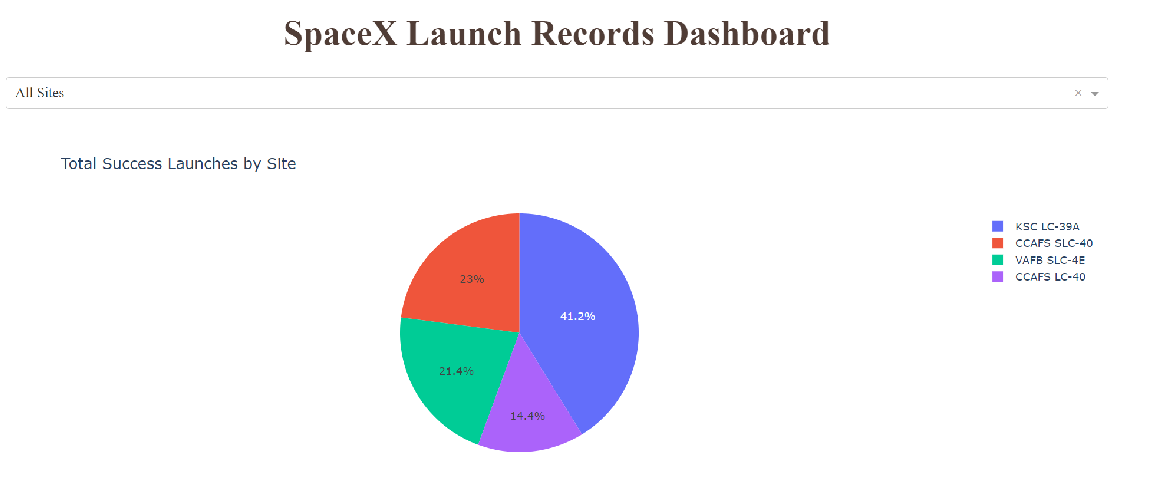 SpaceX Launch Records Dashboard
All Sites
× 
Total Success Launches by Site
KSC LC-39A
CCAFS SLC-40
VAFB SLC-4E
CCAFS LC-40
23%
41.2%
21.4%
14.4%